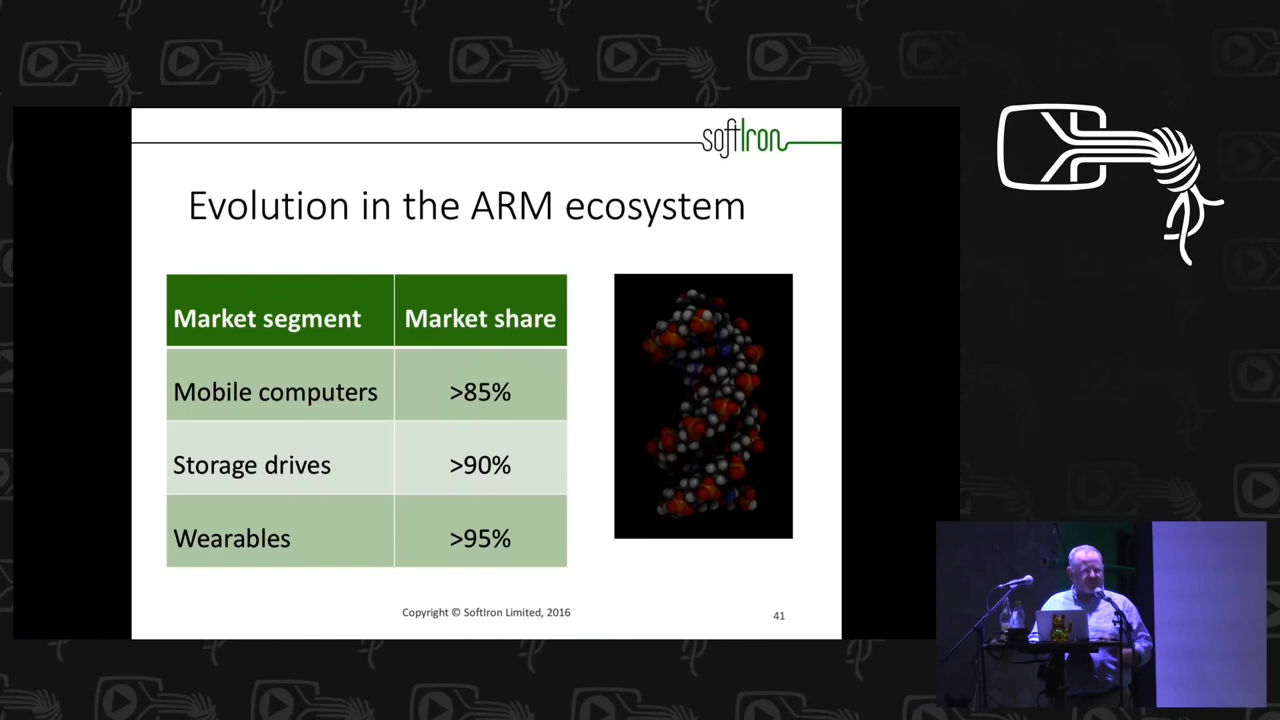 softIron
Evolution in the ARM ecosystem
Market segment Market share
Mobile computers >85%
Storage drives >90%
Wearables >95%
Copyright © SoftIron Limited, 2016
41